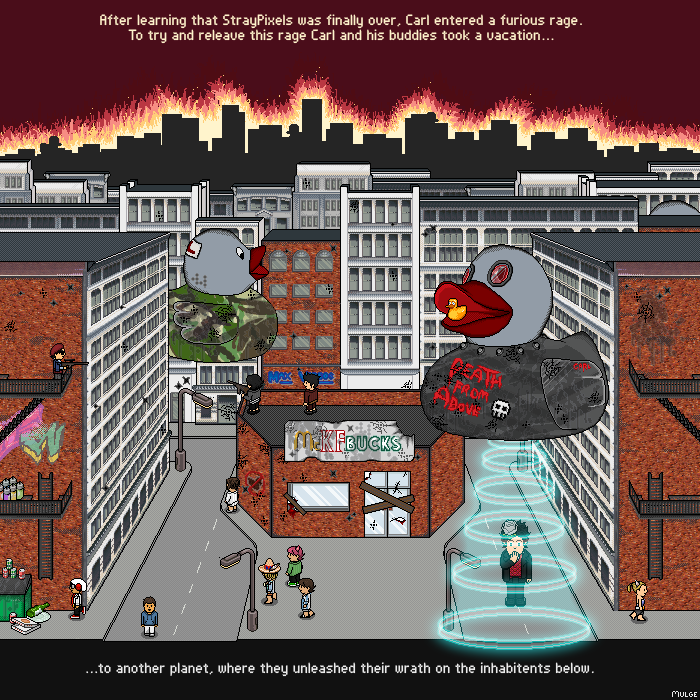 After learning that StrayPixels was finally over, Carl entered a furious rage.
To try and releave this rage Carl and his buddies took a vacation...
McKFBUCKS
DEATH
FROM
ABOVE
...to another planet, where they unleashed their wrath on the inhabitents below.
MULGE